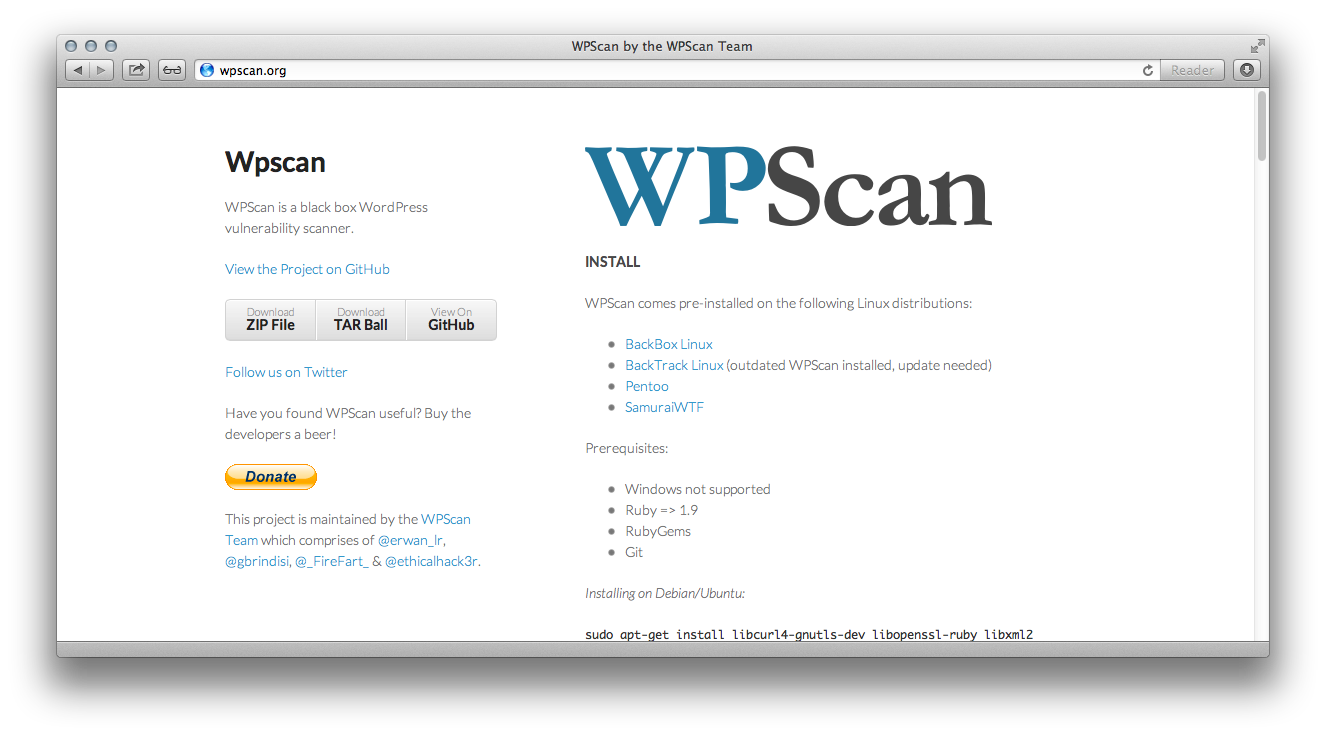 WPScan by the WPScan Team
wpscan.org
Reader
Wpscan
WPScan is a black box WordPress
vulnerability scanner.
View the Project on GitHub
Download
ZIP File
Download
TAR Ball
View On
GitHub
Follow us on Twitter
Have you found WPScan useful? Buy the
developers a beer!
Donate
This project is maintained by the WPScan
Team which comprises of @erwan_lr,
@gbrindisi, @_FireFart_ & @ethicalhack3r.
WPScan
INSTALL
WPScan comes pre-installed on the following Linux distributions:
BackBox Linux
BackTrack Linux (outdated WPScan installed, update needed)
Pentoo
SamuraiWTF
Prerequisites:
Windows not supported
Ruby => 1.9
RubyGems
Git
Installing on Debian/Ubuntu:
sudo apt-get install libcurl4-gnutls-dev libopenssl-ruby libxml2